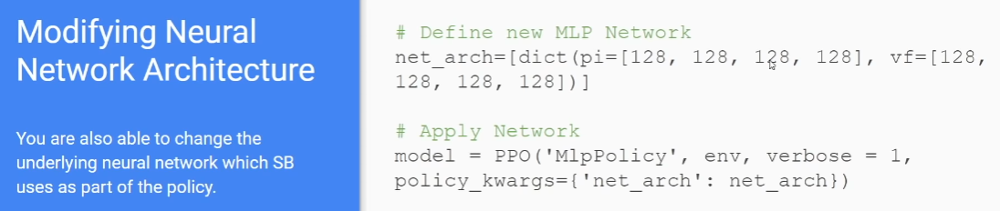 Modifying Neural
Network Architecture
You are also able to change the
underlying neural network which SB
uses as part of the policy.
# Define new MLP Network
net_arch=[dict(pi=[128, 128, 128, 128], vf=[128,
128, 128, 128])]
# Apply Network
model = PPO('MlpPolicy', env, verbose = 1,
policy_kwargs={'net_arch': net_arch})